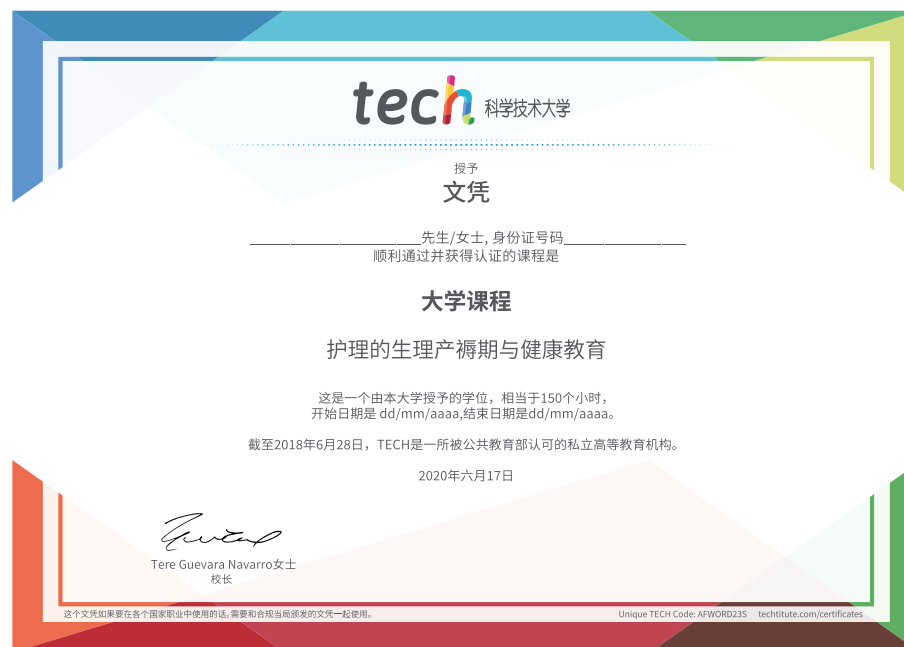 tech 科学技术大学
授予
文凭
______________________先生/女士, 身份证号码________________
顺利通过并获得认证的课程是
大学课程
护理的生理产褥期与健康教育
这是一个由本大学授予的学位，相当于150个小时，
开始日期是 dd/mm/aaaa,结束日期是dd/mm/aaaa。
截至2018年6月28日，TECH是一所被公共教育部认可的私立高等教育机构。
2020年六月17日
Tere Guevara Navarro女士
校长
这个文凭如果要在各个国家职业中使用的话,需要和合规当局颁发的文凭一起使用。
Unique TECH Code: AFWORD23S techtitute.com/certificates